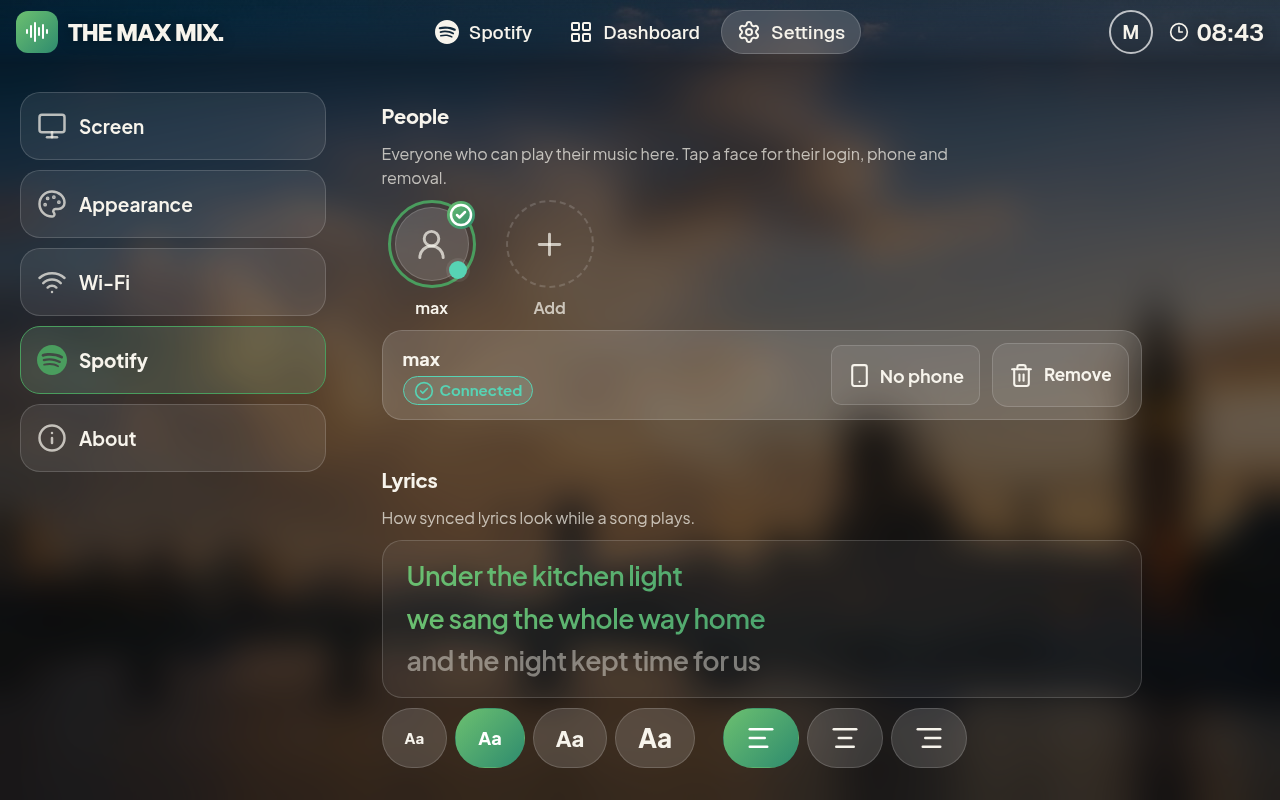 THE MAX MIX.
Spotify
Dashboard
Settings
M
08:43
Screen
Appearance
Wi-Fi
Spotify
About
People
Everyone who can play their music here. Tap a face for their login, phone and
removal.
max
Add
max
Connected
No phone
Remove
Lyrics
How synced lyrics look while a song plays.
Under the kitchen light
we sang the whole way home
and the night kept time for us
Aa
Aa
Aa
Aa